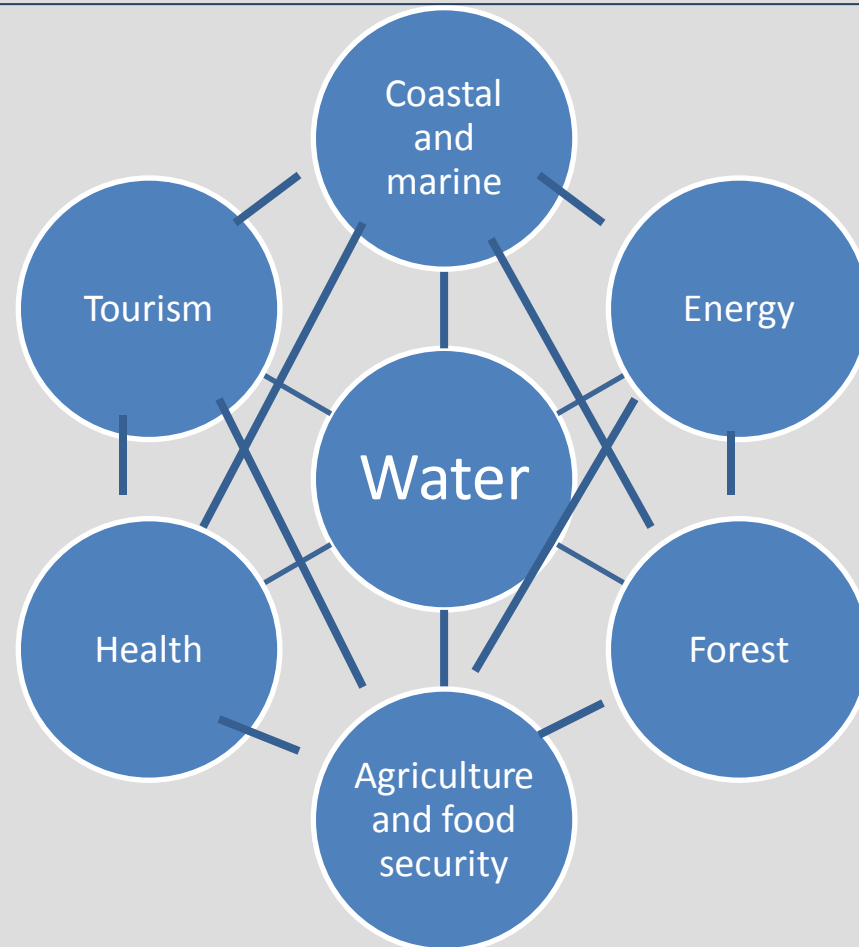 Coastal
and
marine
Tourism
Energy
Water
Health
Forest
Agriculture
and food
security